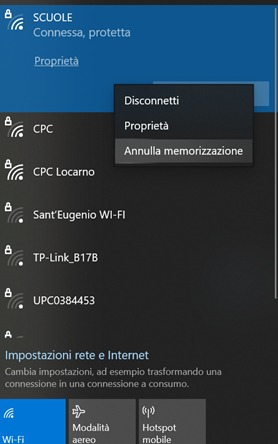 SCUOLE
Connessa, protetta
Proprietà
Disconnetti
Proprietà
Annulla memorizzazione
CPC
CPC Locarno
Sant'Eugenio WI-FI
TP-Link_B17B
UPC0384453
Impostazioni rete e Internet
Cambia impostazioni, ad esempio trasformando una
connessione in una connessione a consumo.
Wi-Fi
Modalità
aereo
Hotspot
mobile